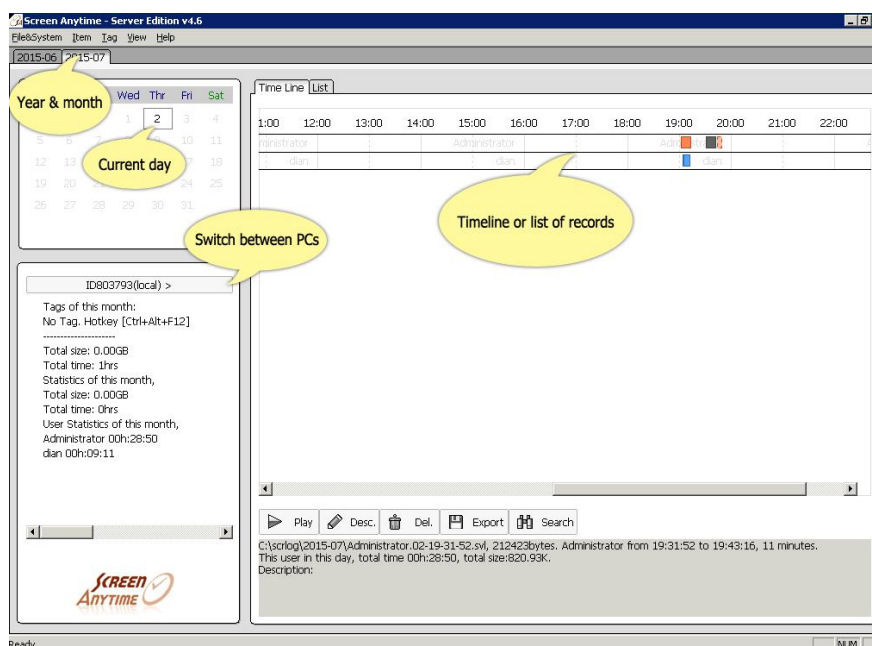 Screen Anytime - Server Edition v4.6
File&System Item Tag View Help
2015-06 2015-07
Year & month
Wed Thr Fri Sat
1 2 3 4
10 11
Current day
12 13 18
19 20 24 25
26 27 28 29 30 31
Switch between PCs
ID803793(local) >
Tags of this month:
No Tag. Hotkey [Ctrl+Alt+F12]
---------------------
Total size: 0.00GB
Total time: 1hrs
Statistics of this month,
Total size: 0.00GB
Total time: 0hrs
User Statistics of this month,
Administrator 00h:28:50
dian 00h:09:11
SCREEN
ANYTIME
Time Line List
1:00 12:00 13:00 14:00 15:00 16:00 17:00 18:00 19:00 20:00 21:00 22:00
ministrator Administrator
dian dian dian
Timeline or list of records
Play Desc. Del. Export Search
C:\scrlog\2015-07\Administrator.02-19-31-52.svl, 212423bytes. Administrator from 19:31:52 to 19:43:16, 11 minutes.
This user in this day, total time 00h:28:50, total size:820.93K.
Description:
Ready NUM